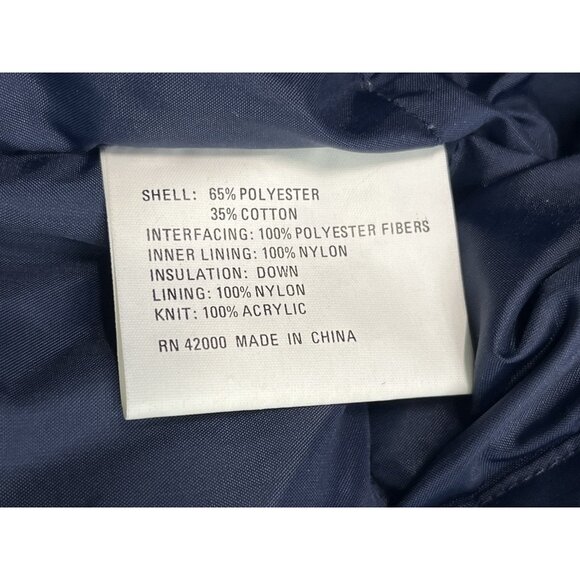 SHELL: 65% POLYESTER
35% COTTON
INTERFACING: 100% POLYESTER FIBERS
INNER LINING: 100% NYLON
INSULATION: DOWN
LINING: 100% NYLON
KNIT: 100% ACRYLIC
RN 42000 MADE IN CHINA